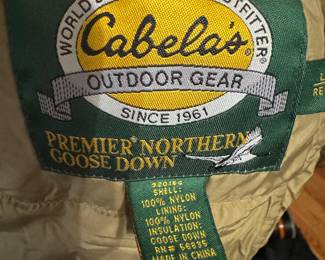 WORLD'S
OUTFITTER
Cabela's
OUTDOOR GEAR
SINCE 1961
PREMIER NORTHERN
GOOSE DOWN
L
RE
SHELL:
100% NYLON
LINING:
100% NYLON
INSULATION:
GOOSE DOWN
RN# 56835
MADE IN CHINA